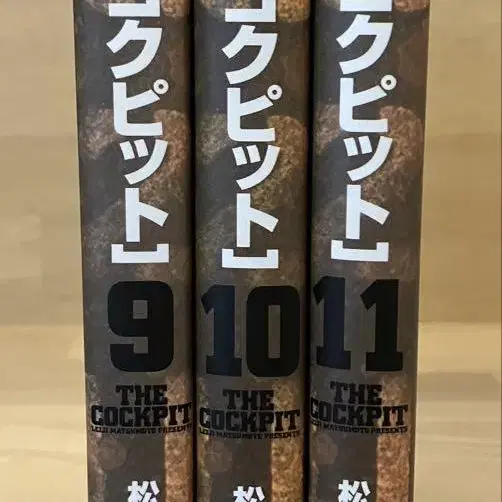 コクピット]
9
THE
COCKPIT
LEIJI MATSUMOTO PRESENTS
松
コクピット]
10
THE
COCKPIT
LEIJI MATSUMOTO PRESENTS
松
コクピット]
11
THE
COCKPIT
LEIJI MATSUMOTO PRESENTS
松